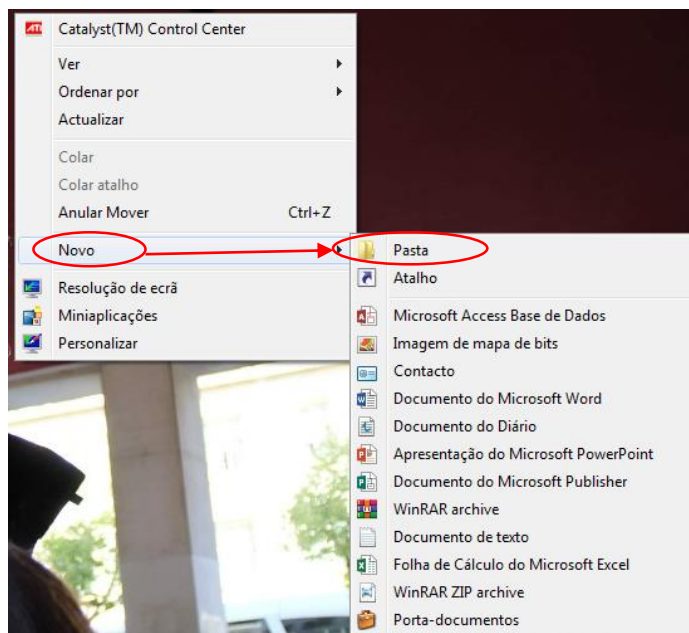 Catalyst(TM) Control Center
Ver
Ordenar por
Actualizar
Colar
Colar atalho
Anular Mover Ctrl+Z
Novo
Resolução de ecrã
Miniaplicações
Personalizar
Pasta
Atalho
Microsoft Access Base de Dados
Imagem de mapa de bits
Contacto
Documento do Microsoft Word
Documento do Diário
Apresentação do Microsoft PowerPoint
Documento do Microsoft Publisher
WinRAR archive
Documento de texto
Folha de Cálculo do Microsoft Excel
WinRAR ZIP archive
Porta-documentos